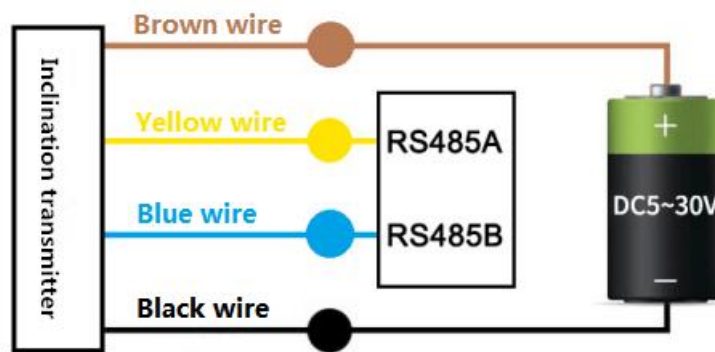 Inclination transmitter
Brown wire
Yellow wire
Blue wire
Black wire
RS485A
RS485B
+
DC5~30V
−